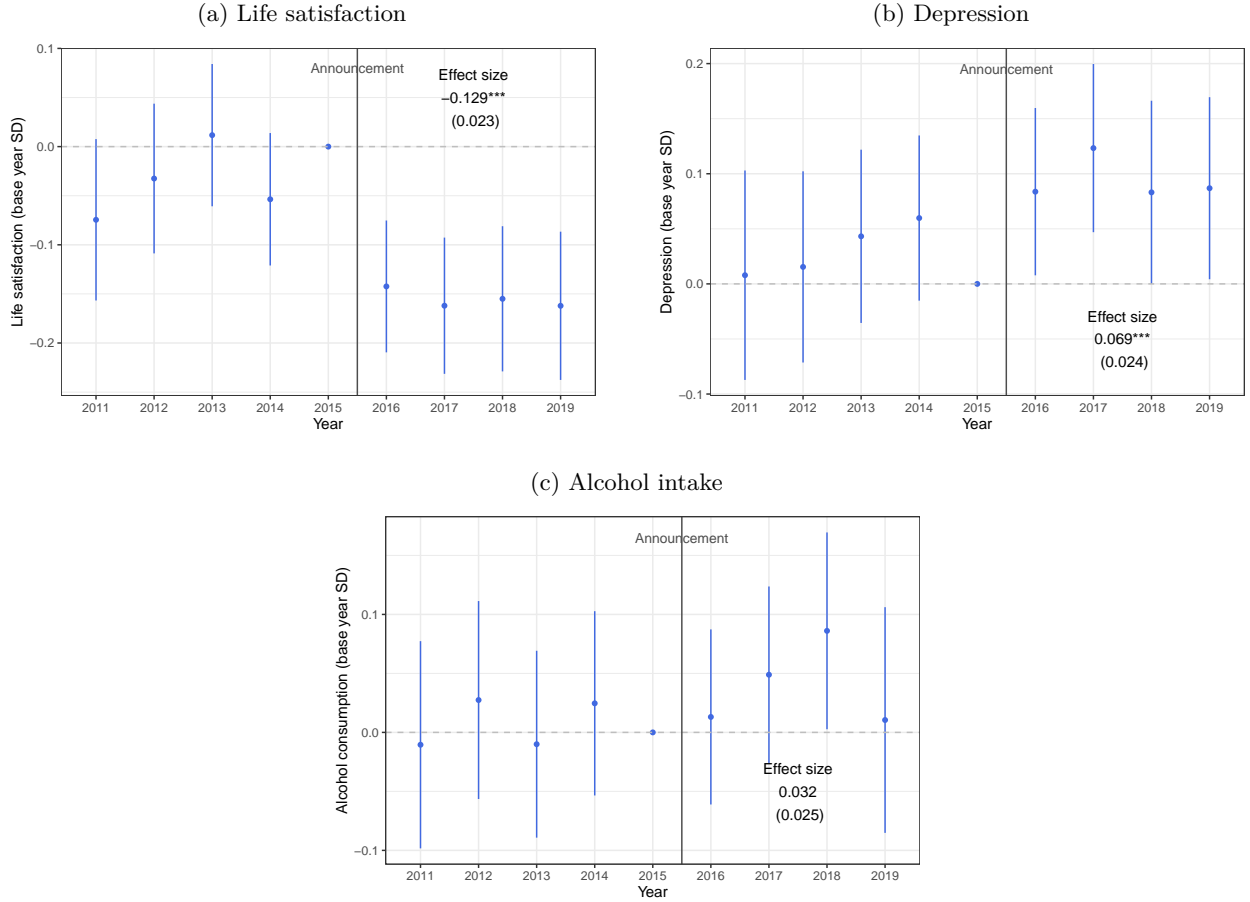 (a) Life satisfaction
Life satisfaction (base year SD)
0.1
0.0
−0.1
−0.2
Announcement
Effect size
−0.129***
(0.023)
2011 2012 2013 2014 2015 2016 2017 2018 2019
Year
(b) Depression
Depression (base year SD)
0.2
0.1
0.0
−0.1
Announcement
Effect size
0.069***
(0.024)
2011 2012 2013 2014 2015 2016 2017 2018 2019
Year
(c) Alcohol intake
Alcohol consumption (base year SD)
0.1
0.0
−0.1
Announcement
Effect size
0.032
(0.025)
2011 2012 2013 2014 2015 2016 2017 2018 2019
Year